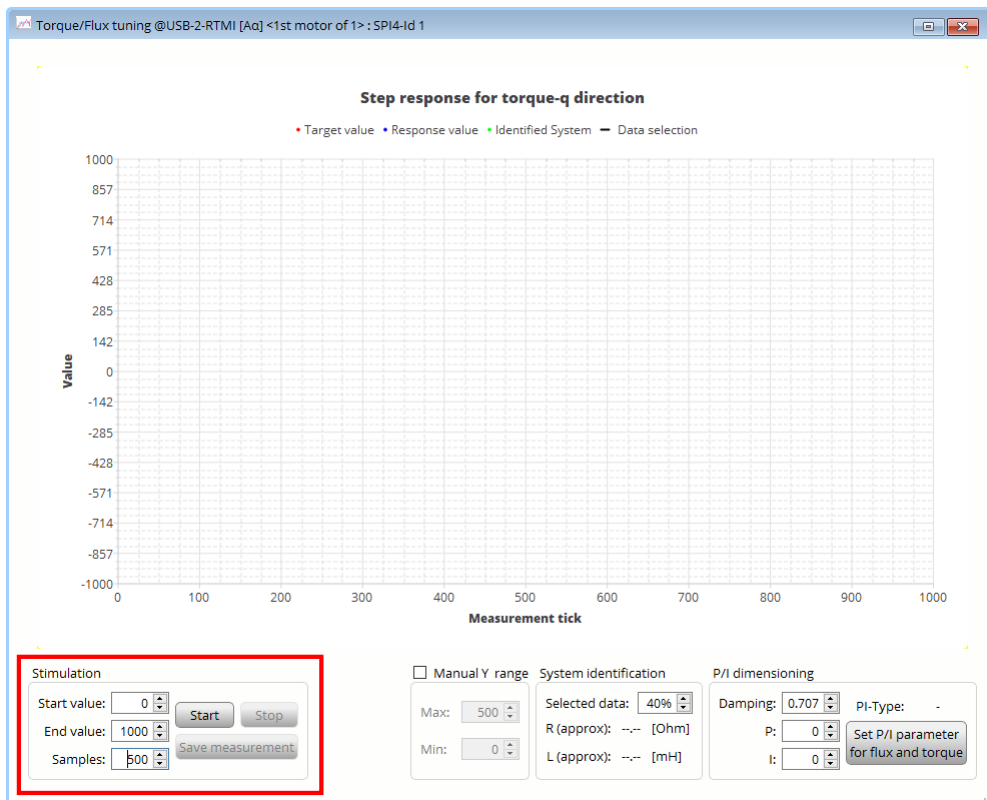 Torque/Flux tuning @USB-2-RTMI [Aα] <1st motor of 1> : SPI4-Id 1
Step response for torque-q direction
Target value Response value Identified System Data selection
1000
857
714
571
428
285
142
0
-142
-285
-428
-571
-714
-857
-1000
Value
0 100 200 300 400 500 600 700 800 900 1000
Measurement tick
Stimulation
Start value: 0
End value: 1000
Samples: 500
Start Stop
Save measurement
Manual Y range
Max: 500
Min: 0
System identification
Selected data: 40%
R (approx): --.-- [Ohm]
L (approx): --.-- [mH]
P/I dimensioning
Damping: 0.707
P: 0
I: 0
PI-Type: -
Set P/I parameter
for flux and torque